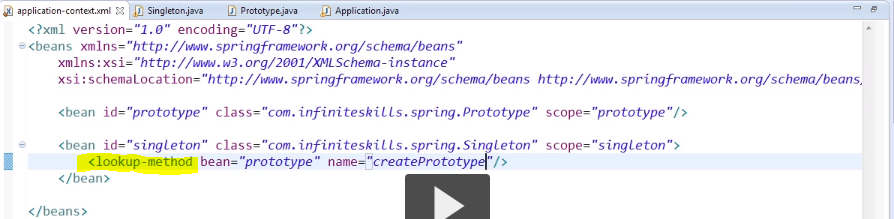 application-context.xml Singleton.java Prototype.java Application.java
<?xml version="1.0" encoding="UTF-8"?>
<beans xmlns="http://www.springframework.org/schema/beans"
xmlns:xsi="http://www.w3.org/2001/XMLSchema-instance"
xsi:schemaLocation="http://www.springframework.org/schema/beans http://www.springframework.org/schema/beans/
<bean id="prototype" class="com.infiniteskills.spring.Prototype" scope="prototype"/>
<bean id="singleton" class="com.infiniteskills.spring.Singleton" scope="singleton">
<lookup-method bean="prototype" name="createPrototype"/>
</bean>
</beans>